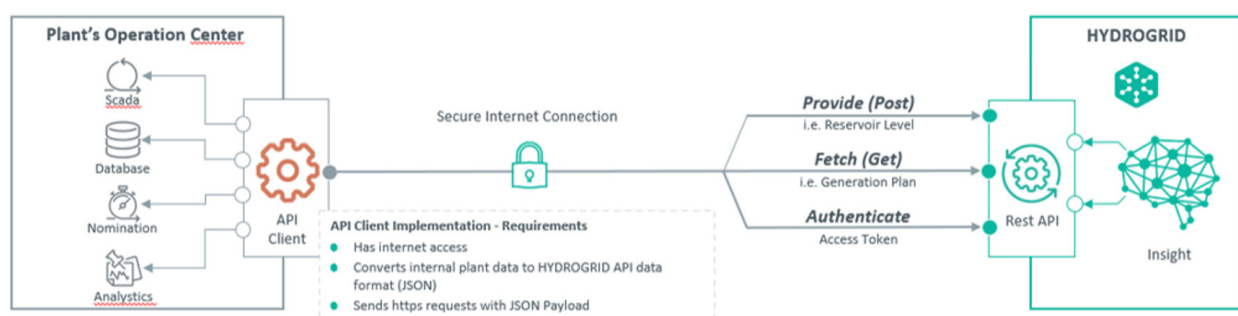 Plant's Operation Center
Scada
Database
Nomination
Analystics
API
Client
Secure Internet Connection
API Client Implementation - Requirements
Has internet access
Converts internal plant data to HYDROGRID API data
format (JSON)
Sends https requests with JSON Payload
Provide (Post)
i.e. Reservoir Level
Fetch (Get)
i.e. Generation Plan
Authenticate
Access Token
HYDROGRID
Rest API
Insight